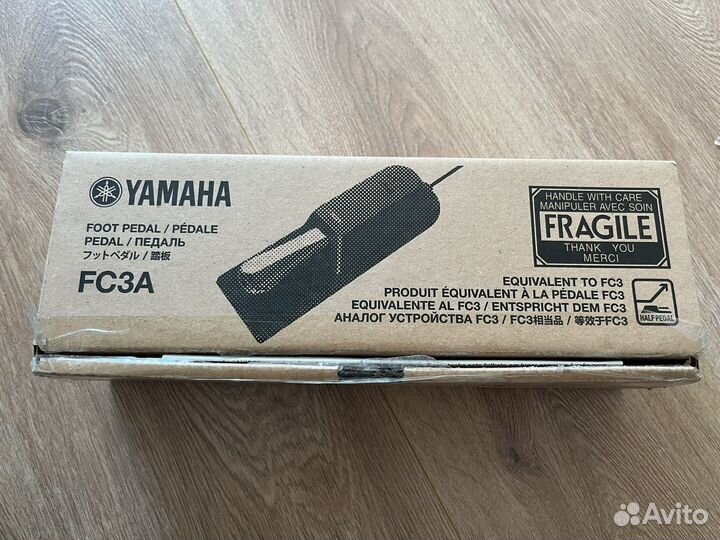 YAMAHA
FOOT PEDAL / PÉDALE
PEDAL / ПЕДАЛЬ
フットペダル / 踏板
FC3A
HANDLE WITH CARE
MANIPULER AVEC SOIN
FRAGILE
THANK YOU
MERCI
EQUIVALENT TO FC3
PRODUIT ÉQUIVALENT À LA PÉDALE FC3
EQUIVALENTE AL FC3 / ENTSPRICHT DEM FC3
АНАЛОГ УСТРОЙСТВА FC3 / FC3相当品 / 等效于FC3
HALF PEDAL
Avito